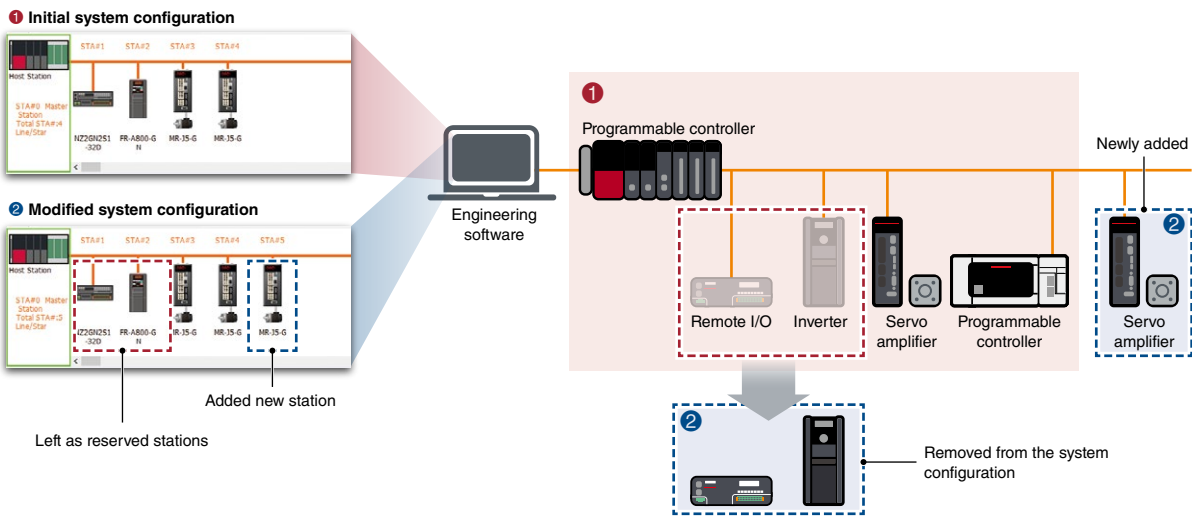 ❶ Initial system configuration
STA#1 STA#2 STA#3 STA#4
Host Station
STA#0 Master
Station
Total STA#:4
Line/Star
NZ2GN2S1
-32D
FR-A800-G
N
MR-J5-G
MR-J5-G
<
❷ Modified system configuration
STA#1 STA#2 STA#3 STA#4 STA#5
Host Station
STA#0 Master
Station
Total STA#:5
Line/Star
NZ2GN2S1
-32D
FR-A800-G
N
MR-J5-G
MR-J5-G
MR-J5-G
<
Added new station
Left as reserved stations
Engineering
software
❶
Programmable controller
Newly added
❷
Remote I/O
Inverter
Servo
amplifier
Programmable
controller
Servo
amplifier
❷
Removed from the system
configuration